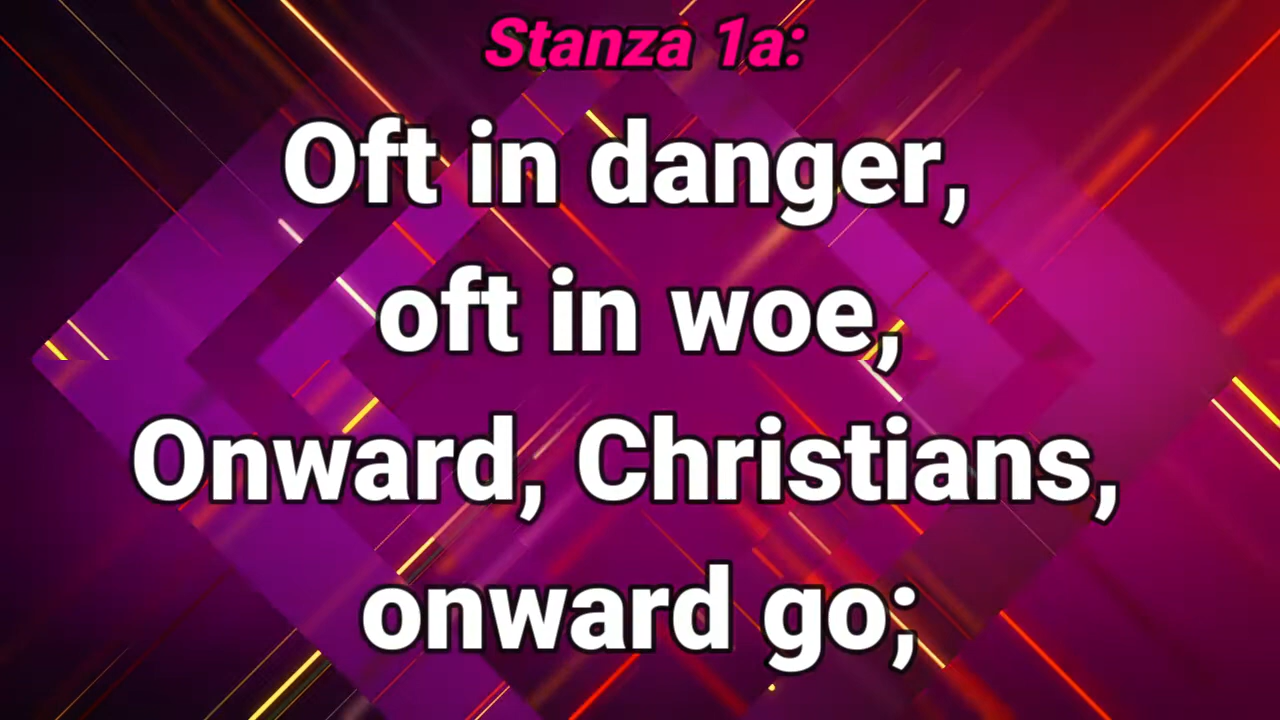 Stanza 1a:
Oft in danger,
oft in woe,
Onward, Christians,
onward go;